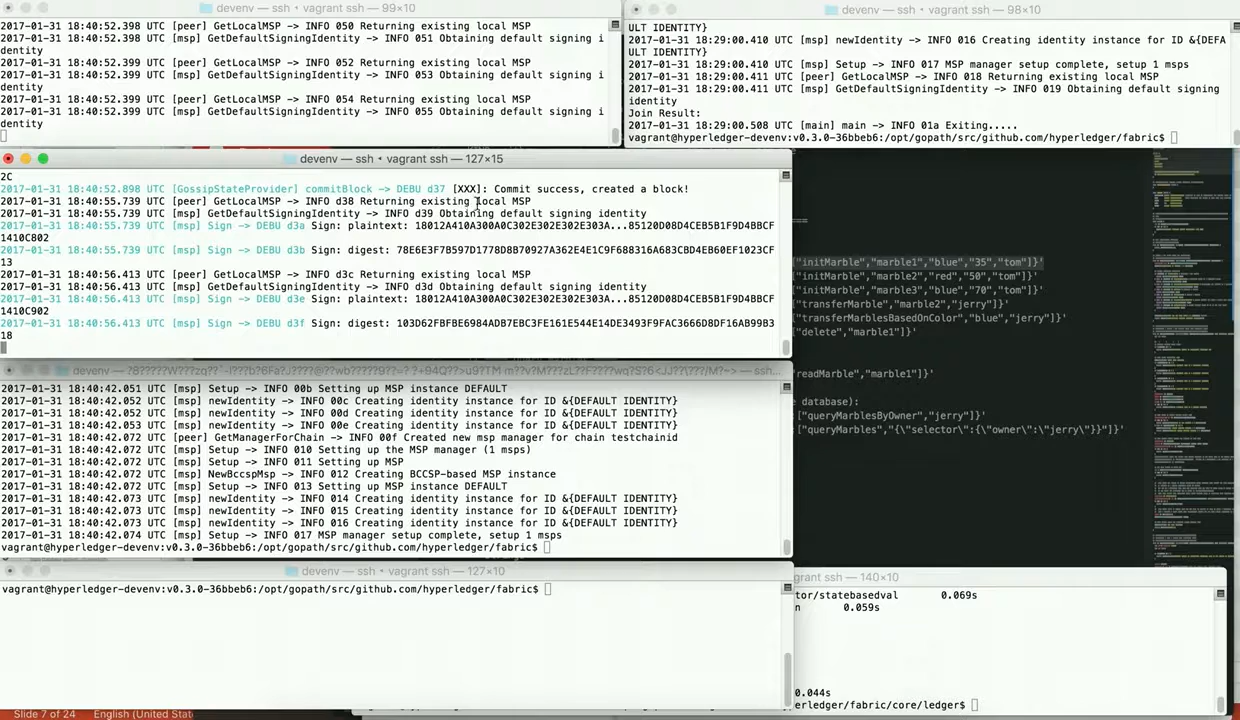 devenv — ssh • vagrant ssh — 99×10
2017-01-31 18:40:52.398 UTC [peer] GetLocalMSP -> INFO 050 Returning existing local MSP
2017-01-31 18:40:52.398 UTC [msp] GetDefaultSigningIdentity -> INFO 051 Obtaining default signing i
dentity
2017-01-31 18:40:52.399 UTC [peer] GetLocalMSP -> INFO 052 Returning existing local MSP
2017-01-31 18:40:52.399 UTC [msp] GetDefaultSigningIdentity -> INFO 053 Obtaining default signing i
dentity
2017-01-31 18:40:52.399 UTC [peer] GetLocalMSP -> INFO 054 Returning existing local MSP
2017-01-31 18:40:52.399 UTC [msp] GetDefaultSigningIdentity -> INFO 055 Obtaining default signing i
dentity
devenv — ssh • vagrant ssh — 98×10
ULT IDENTITY}
2017-01-31 18:29:00.410 UTC [msp] newIdentity -> INFO 016 Creating identity instance for ID &{DEFA
ULT IDENTITY}
2017-01-31 18:29:00.410 UTC [msp] Setup -> INFO 017 MSP manager setup complete, setup 1 msps
2017-01-31 18:29:00.411 UTC [peer] GetLocalMSP -> INFO 018 Returning existing local MSP
2017-01-31 18:29:00.411 UTC [msp] GetDefaultSigningIdentity -> INFO 019 Obtaining default signing
identity
Join Result:
2017-01-31 18:29:00.508 UTC [main] main -> INFO 01a Exiting.....
vagrant@hyperledger-devenv:v0.3.0-36bbeb6:/opt/gopath/src/github.com/hyperledger/fabric$
devenv — ssh • vagrant ssh — 127×15
2C
2017-01-31 18:40:52.898 UTC [GossipStateProvider] commitBlock -> DEBU d37 [XXX]: Commit success, created a block!
2017-01-31 18:40:55.739 UTC [peer] GetLocalMSP -> INFO d38 Returning existing local MSP
2017-01-31 18:40:55.739 UTC [msp] GetDefaultSigningIdentity -> INFO d39 Obtaining default signing identity
2017-01-31 18:40:55.739 UTC [msp] Sign -> DEBU d3a Sign: plaintext: 18012A410A300A0C302E302E302E303A...85120D08D4CEB5B1F9D4BBCF
1410C802
2017-01-31 18:40:55.739 UTC [msp] Sign -> DEBU d3b Sign: digest: 78E6E3F7B797D1778D8B70927A362E4E1C9F688316A683CBD4E860EF1023CF
13
2017-01-31 18:40:56.413 UTC [peer] GetLocalMSP -> INFO d3c Returning existing local MSP
2017-01-31 18:40:56.413 UTC [msp] GetDefaultSigningIdentity -> INFO d3d Obtaining default signing identity
2017-01-31 18:40:56.413 UTC [msp] Sign -> DEBU d3e Sign: plaintext: 18012A410A300A0C302E302E302E303A...85120D08D4CEB5B1F9D4BBCF
1410C902
2017-01-31 18:40:56.413 UTC [msp] Sign -> DEBU d3f Sign: digest: 103D62FBFBE6984ADB7EBC3FE161E544E14DE3493F9FAC3666D8DF16AB99B3
18
"initMarble","marble1","blue","35","tom"]}'
"initMarble","marble2","red","50","tom"]}'
"initMarble","marble3","blue","70","tom"]}'
"transferMarble","marble2","jerry"]}'
"transferMarblesBasedOnColor","blue","jerry"]}'
"delete","marble1"]}'
"readMarble","marble1"]}'
e database):
["queryMarblesByOwner","jerry"]}'
["queryMarbles","{\"selector\":{\"owner\":\"jerry\"}}"]}'
2017-01-31 18:40:42.051 UTC [msp] Setup -> INFO 00b Setting up MSP instance DEFAULT
2017-01-31 18:40:42.052 UTC [msp] newIdentity -> INFO 00c Creating identity instance for ID &{DEFAULT IDENTITY}
2017-01-31 18:40:42.052 UTC [msp] newIdentity -> INFO 00d Creating identity instance for ID &{DEFAULT IDENTITY}
2017-01-31 18:40:42.053 UTC [msp] newIdentity -> INFO 00e Creating identity instance for ID &{DEFAULT IDENTITY}
2017-01-31 18:40:42.072 UTC [peer] GetManagerForChain -> INFO 00f Created new msp manager for chain testchainid
2017-01-31 18:40:42.072 UTC [msp] Setup -> INFO 010 Setting up the MSP manager (1 msps)
2017-01-31 18:40:42.072 UTC [msp] Setup -> INFO 011 Setting up MSP
2017-01-31 18:40:42.072 UTC [msp] NewBccspMsp -> INFO 012 Creating BCCSP-based MSP instance
2017-01-31 18:40:42.072 UTC [msp] Setup -> INFO 013 Setting up MSP instance DEFAULT
2017-01-31 18:40:42.073 UTC [msp] newIdentity -> INFO 014 Creating identity instance for ID &{DEFAULT IDENTITY}
2017-01-31 18:40:42.073 UTC [msp] newIdentity -> INFO 015 Creating identity instance for ID &{DEFAULT IDENTITY}
2017-01-31 18:40:42.073 UTC [msp] newIdentity -> INFO 016 Creating identity instance for ID &{DEFAULT IDENTITY}
2017-01-31 18:40:42.074 UTC [msp] Setup -> INFO 017 MSP manager setup complete, setup 1 msps
vagrant@hyperledger-devenv:v0.3.0-36bbeb6:/opt/gopath/src/github.com/hyperledger/fabric$
devenv — ssh • vagrant ssh — 127×10
vagrant@hyperledger-devenv:v0.3.0-36bbeb6:/opt/gopath/src/github.com/hyperledger/fabric$
grant ssh — 140×10
tor/statebasedval 0.069s
n 0.059s
0.044s
perledger/fabric/core/ledger$
Slide 7 of 24 English (United State